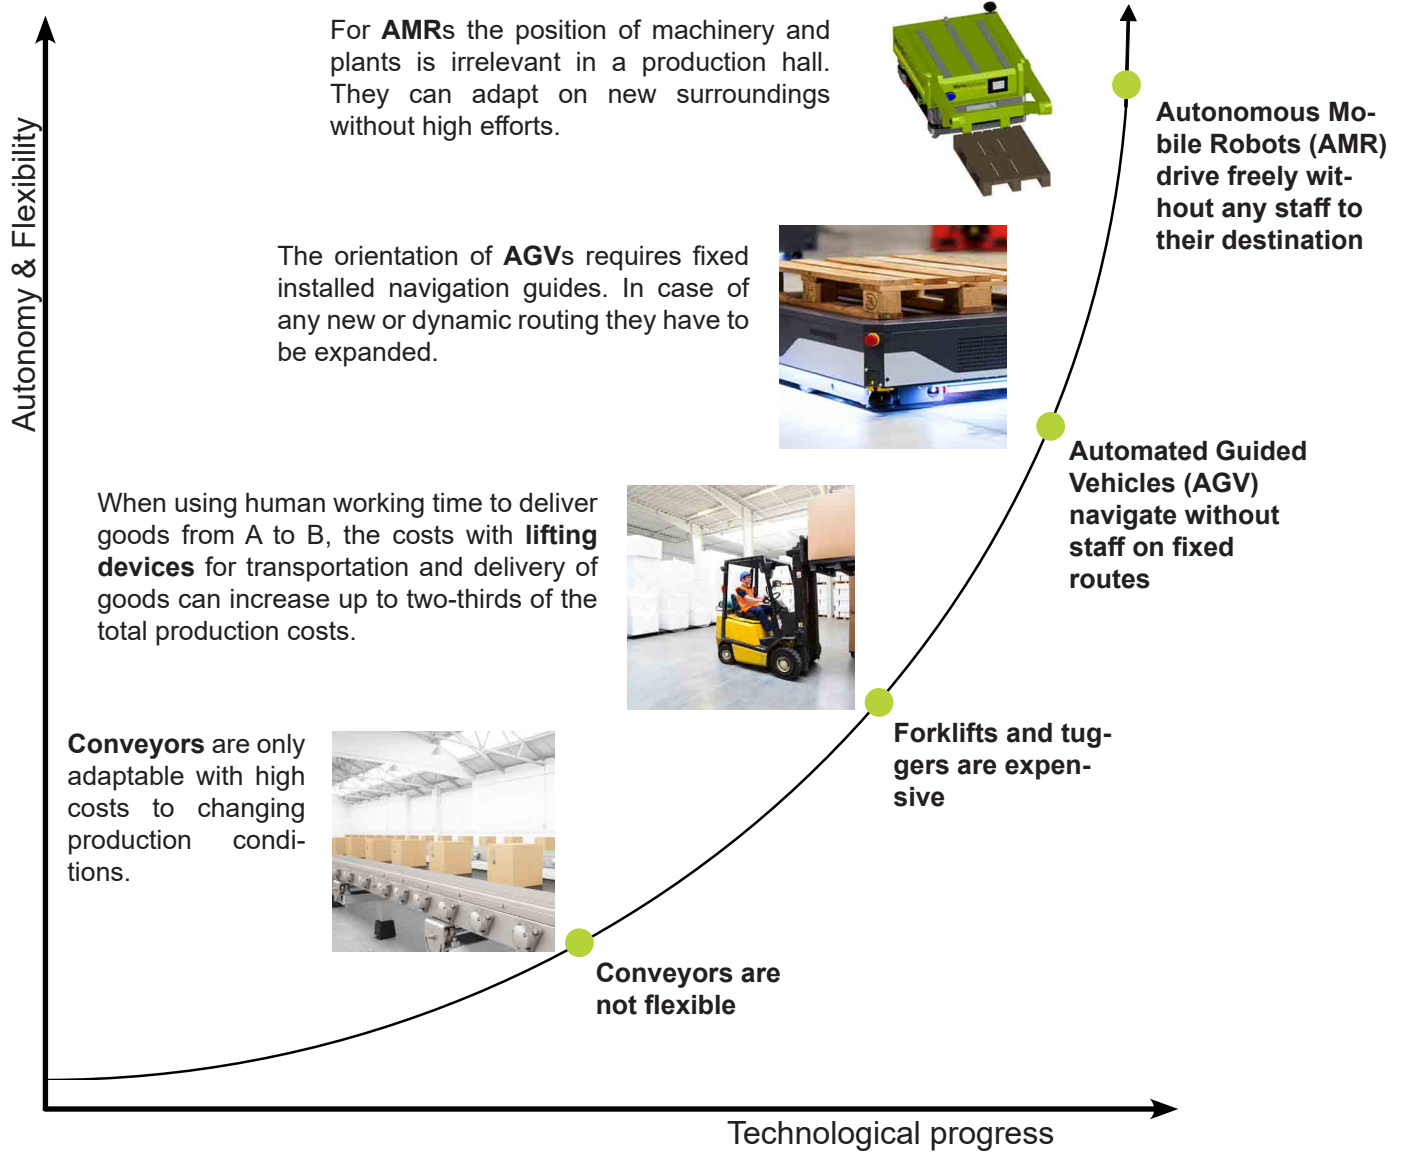 For AMRs the position of machinery and
plants is irrelevant in a production hall.
They can adapt on new surroundings
without high efforts.
Autonomous Mo-
bile Robots (AMR)
drive freely wit-
hout any staff to
their destination
Autonomy & Flexibility
The orientation of AGVs requires fixed
installed navigation guides. In case of
any new or dynamic routing they have to
be expanded.
Automated Guided
Vehicles (AGV)
navigate without
staff on fixed
routes
When using human working time to deliver
goods from A to B, the costs with lifting
devices for transportation and delivery of
goods can increase up to two-thirds of the
total production costs.
Forklifts and tug-
gers are expen-
sive
Conveyors are only
adaptable with high
costs to changing
production condi-
tions.
Conveyors are
not flexible
Technological progress